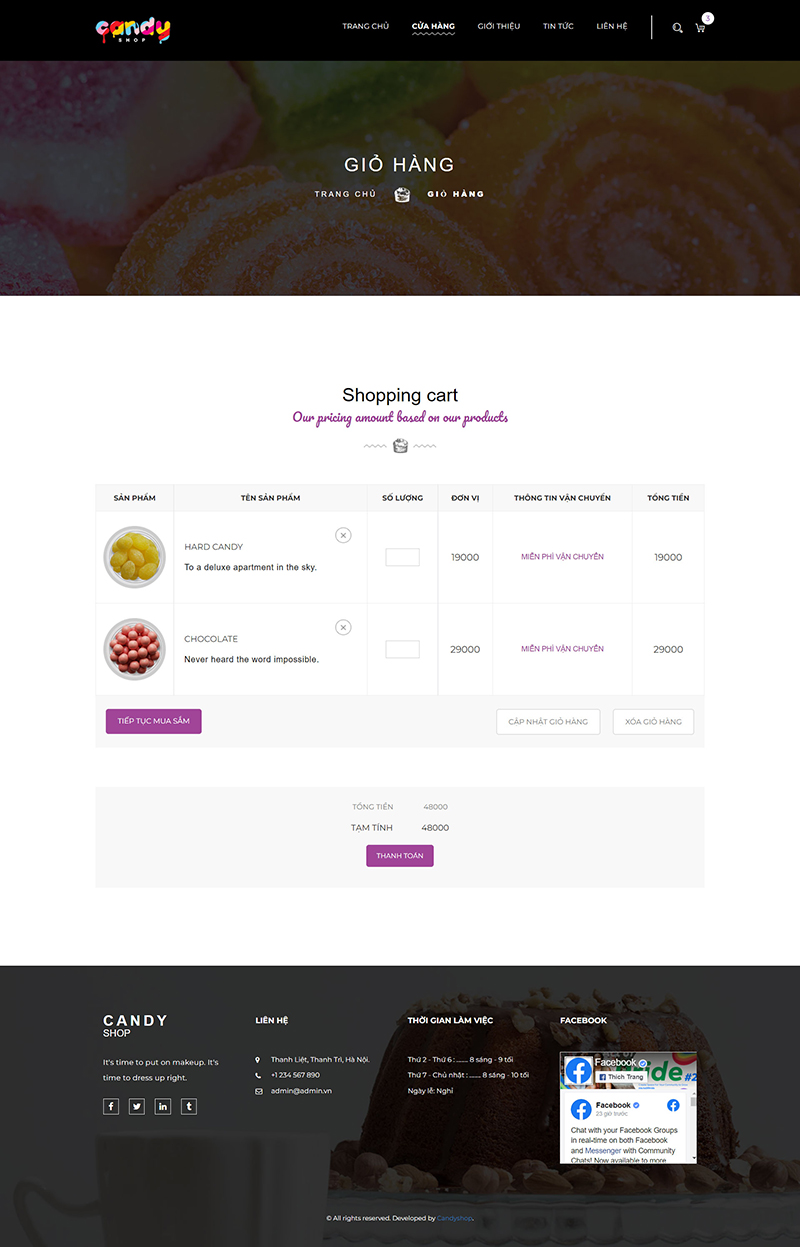 candy
SHOP
TRANG CHỦ
CỬA HÀNG
GIỚI THIỆU
TIN TỨC
LIÊN HỆ
3
GIỎ HÀNG
TRANG CHỦ
GIỎ HÀNG
Shopping cart
Our pricing amount based on our products
SẢN PHẨM TÊN SẢN PHẨM SỐ LƯỢNG ĐƠN VỊ THÔNG TIN VẬN CHUYỂN TỔNG TIỀN
HARD CANDY
To a deluxe apartment in the sky.
19000 MIỄN PHÍ VẬN CHUYỂN 19000
CHOCOLATE
Never heard the word impossible.
29000 MIỄN PHÍ VẬN CHUYỂN 29000
TIẾP TỤC MUA SẮM
CẬP NHẬT GIỎ HÀNG
XÓA GIỎ HÀNG
TỔNG TIỀN 48000
TẠM TÍNH 48000
THANH TOÁN
CANDY
SHOP
It's time to put on makeup. It's
time to dress up right.
LIÊN HỆ
Thanh Liệt, Thanh Trì, Hà Nội.
+1 234 567 890
admin@admin.vn
THỜI GIAN LÀM VIỆC
Thứ 2 - Thứ 6 : ....... 8 sáng - 9 tối
Thứ 7 - Chủ nhật : ....... 8 sáng - 10 tối
Ngày lễ: Nghỉ
FACEBOOK
Facebook
Thích Trang
#2
Facebook
23 giờ trước
Chat with your Facebook Groups
in real-time on both Facebook
and Messenger with Community
Chats! Now available to more
© All rights reserved. Developed by Candyshop.